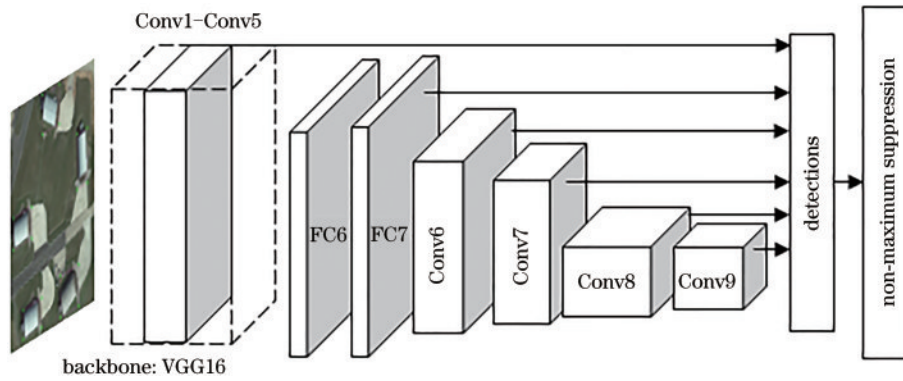 Conv1-Conv5
FC6
FC7
Conv6
Conv7
Conv8
Conv9
detections
non-maximum suppression
backbone: VGG16